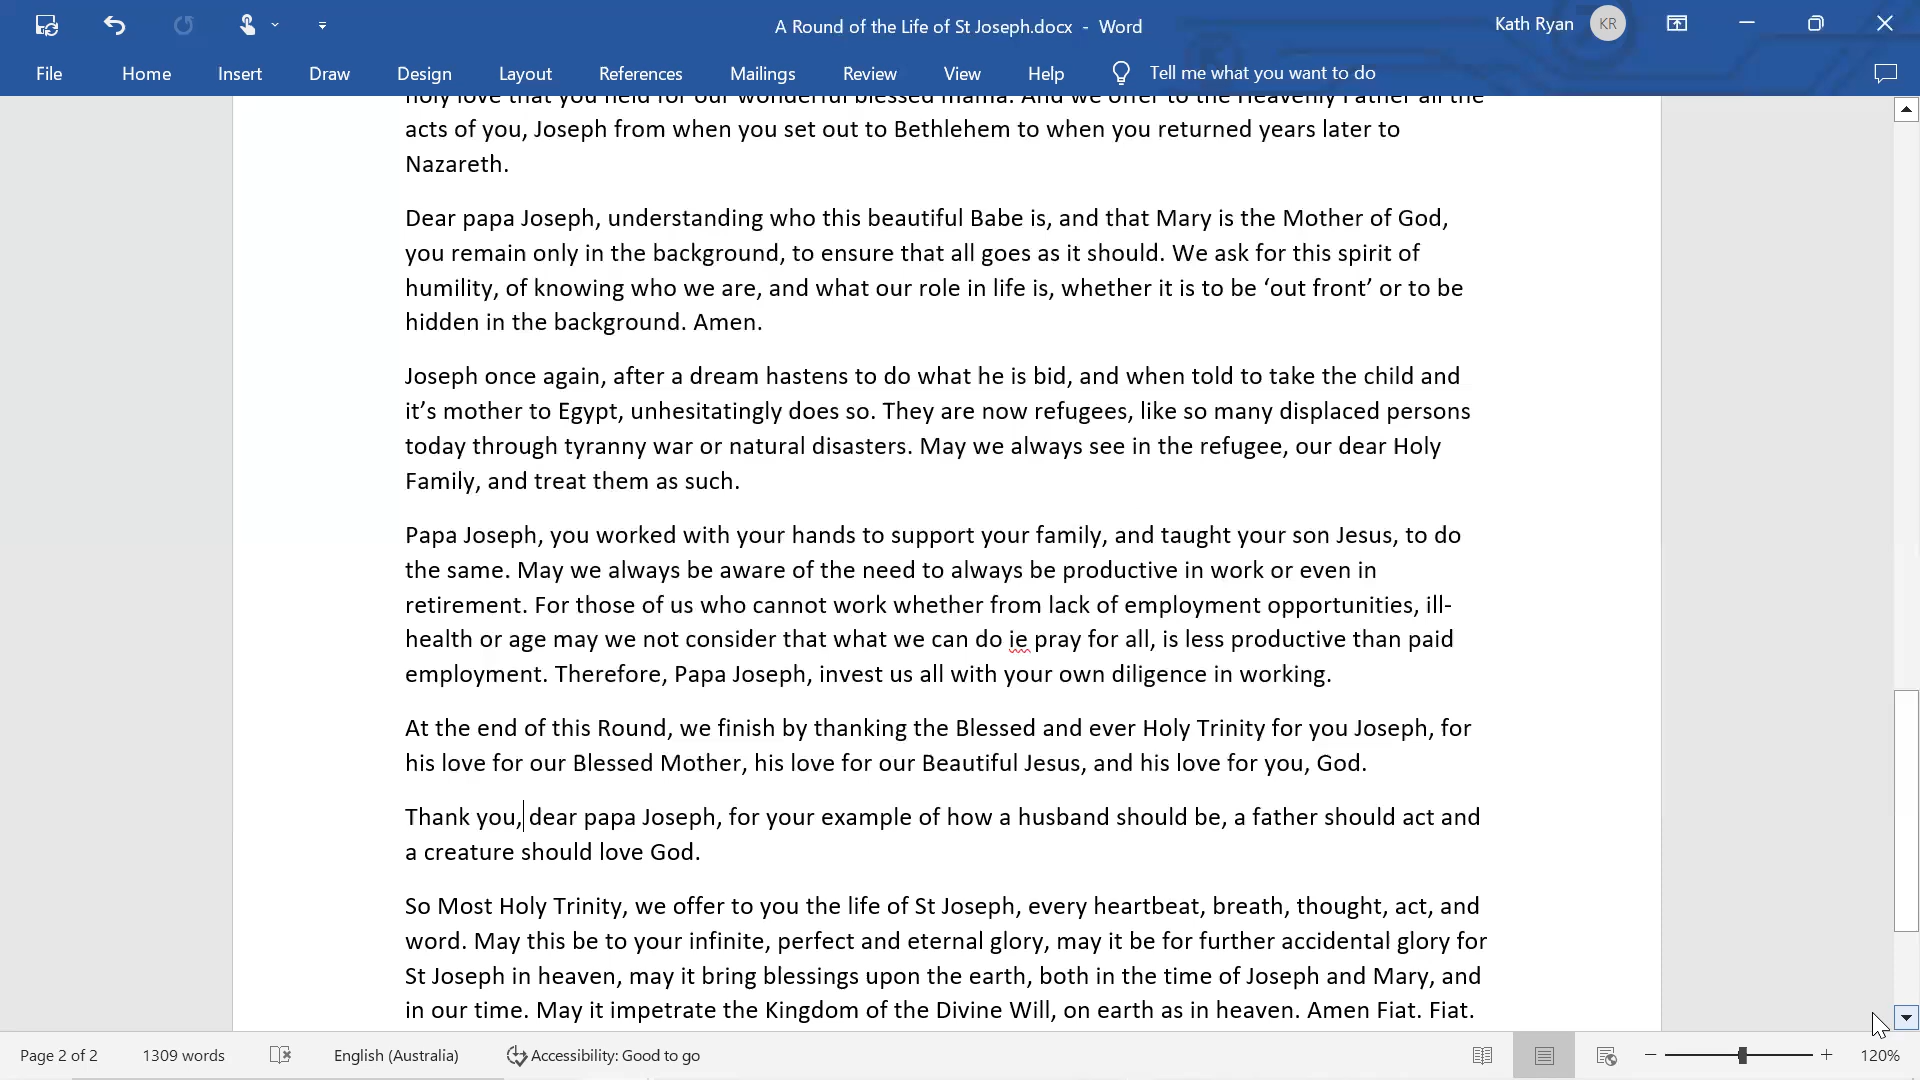 A Round of the Life of St Joseph.docx - Word
Kath Ryan KR
File Home Insert Draw Design Layout References Mailings Review View Help Tell me what you want to do
holy love that you held for our wonderful blessed mama. And we offer to the Heavenly Father all the
acts of you, Joseph from when you set out to Bethlehem to when you returned years later to
Nazareth.
Dear papa Joseph, understanding who this beautiful Babe is, and that Mary is the Mother of God,
you remain only in the background, to ensure that all goes as it should. We ask for this spirit of
humility, of knowing who we are, and what our role in life is, whether it is to be ‘out front’ or to be
hidden in the background. Amen.
Joseph once again, after a dream hastens to do what he is bid, and when told to take the child and
it’s mother to Egypt, unhesitatingly does so. They are now refugees, like so many displaced persons
today through tyranny war or natural disasters. May we always see in the refugee, our dear Holy
Family, and treat them as such.
Papa Joseph, you worked with your hands to support your family, and taught your son Jesus, to do
the same. May we always be aware of the need to always be productive in work or even in
retirement. For those of us who cannot work whether from lack of employment opportunities, ill-
health or age may we not consider that what we can do ie pray for all, is less productive than paid
employment. Therefore, Papa Joseph, invest us all with your own diligence in working.
At the end of this Round, we finish by thanking the Blessed and ever Holy Trinity for you Joseph, for
his love for our Blessed Mother, his love for our Beautiful Jesus, and his love for you, God.
Thank you, dear papa Joseph, for your example of how a husband should be, a father should act and
a creature should love God.
So Most Holy Trinity, we offer to you the life of St Joseph, every heartbeat, breath, thought, act, and
word. May this be to your infinite, perfect and eternal glory, may it be for further accidental glory for
St Joseph in heaven, may it bring blessings upon the earth, both in the time of Joseph and Mary, and
in our time. May it impetrate the Kingdom of the Divine Will, on earth as in heaven. Amen Fiat. Fiat.
Page 2 of 2 1309 words English (Australia) Accessibility: Good to go 120%